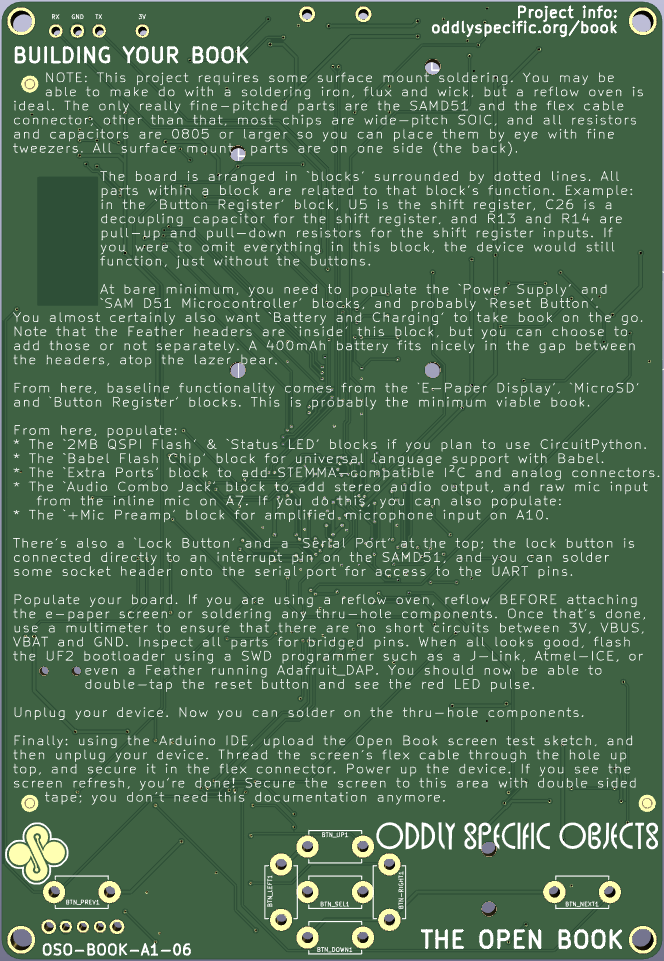 RX GND TX 3V
Project info:
oddlyspecific.org/book
BUILDING YOUR BOOK
NOTE: This project requires some surface mount soldering. You may be
able to make do with a soldering iron, flux and wick, but a reflow oven is
ideal. The only really fine-pitched parts are the SAMD51 and the flex cable
connector; other than that, most chips are wide-pitch SOIC, and all resistors
and capacitors are 0805 or larger so you can place them by eye with fine
tweezers. All surface mount parts are on one side (the back).
The board is arranged in `blocks' surrounded by dotted lines. All
parts within a block are related to that block's function. Example:
in the `Button Register' block, U5 is the shift register, C26 is a
decoupling capacitor for the shift register, and R13 and R14 are
pull-up and pull-down resistors for the shift register inputs. If
you were to omit everything in this block, the device would still
function, just without the buttons.
At bare minimum, you need to populate the `Power Supply' and
`SAM D51 Microcontroller' blocks, and probably `Reset Button'.
You almost certainly also want `Battery and Charging' to take book on the go.
Note that the Feather headers are `inside' this block, but you can choose to
add those or not separately. A 400mAh battery fits nicely in the gap between
the headers, atop the lazer bear.
From here, baseline functionality comes from the `E-Paper Display', `MicroSD'
and `Button Register' blocks. This is probably the minimum viable book.
From here, populate:
* The `2MB QSPI Flash' & `Status LED' blocks if you plan to use CircuitPython.
* The `Babel Flash Chip' block for universal language support with Babel.
* The `Extra Ports' block to add STEMMA-compatible I²C and analog connectors.
* The `Audio Combo Jack' block to add stereo audio output, and raw mic input
from the inline mic on A7. If you do this, you can also populate:
* The `+Mic Preamp' block for amplified microphone input on A10.
There's also a `Lock Button' and a "Serial Port" at the top; the lock button is
connected directly to an interrupt pin on the SAMD51, and you can solder
some socket header onto the serial port for access to the UART pins.
Populate your board. If you are using a reflow oven, reflow BEFORE attaching
the e-paper screen or soldering any thru-hole components. Once that's done,
use a multimeter to ensure that there are no short circuits between 3V, VBUS,
VBAT and GND. Inspect all parts for bridged pins. When all looks good, flash
the UF2 bootloader using a SWD programmer such as a J-Link, Atmel-ICE, or
even a Feather running Adafruit_DAP. You should now be able to
double-tap the reset button and see the red LED pulse.
Unplug your device. Now you can solder on the thru-hole components.
Finally: using the Arduino IDE, upload the Open Book screen test sketch, and
then unplug your device. Thread the screen's flex cable through the hole up
top, and secure it in the flex connector. Power up the device. If you see the
screen refresh, you're done! Secure the screen to this area with double sided
tape; you don't need this documentation anymore.
ODDLY SPECIFIC OBJECTS
BTN_UP1
BTN_LEFT1
BTN-RIGHT1
BTN_PREV1
BTN_SEL1
BTN_NEXT1
BTN_DOWN1
OSO-BOOK-A1-06
THE OPEN BOOK